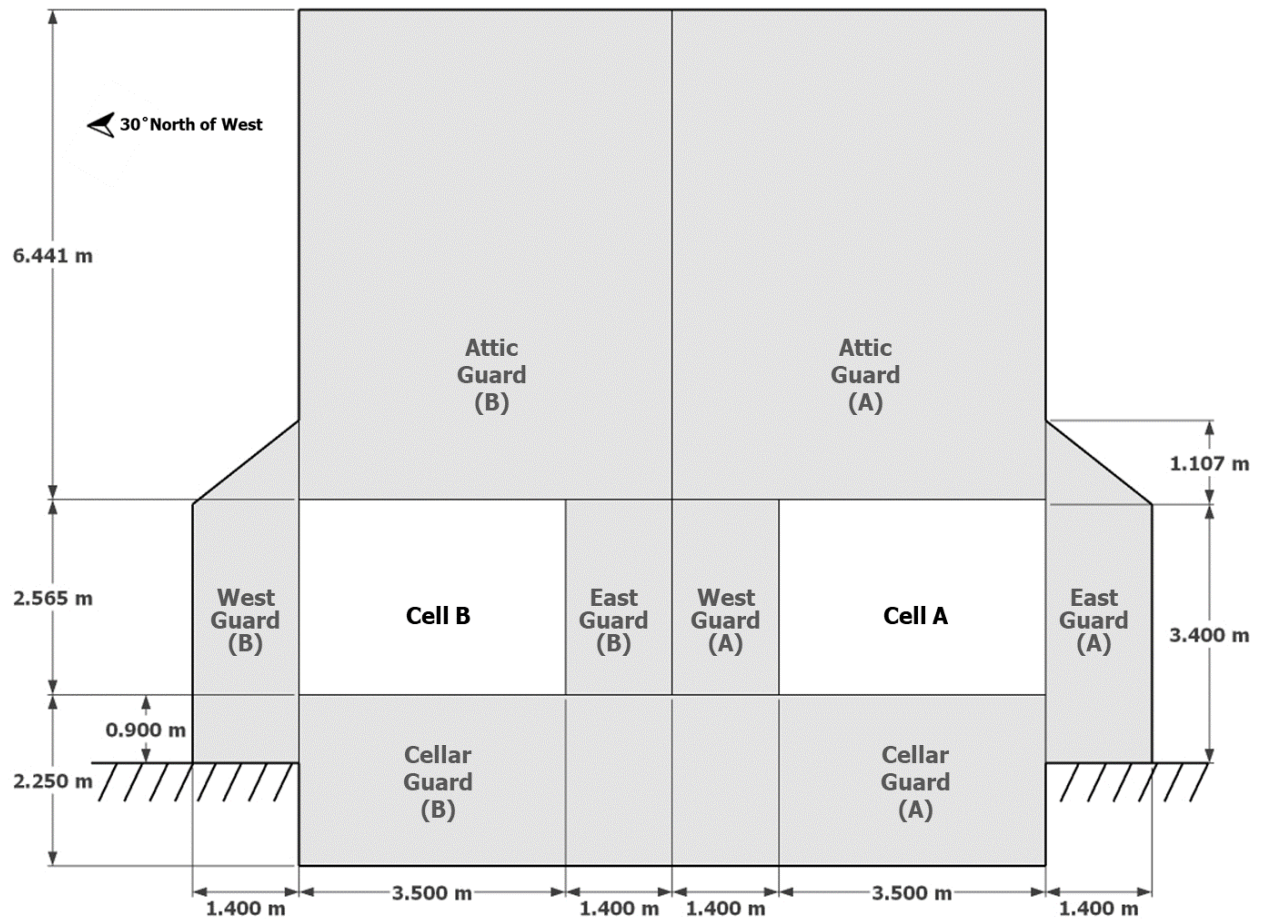 30°North of West
6.441 m
Attic
Guard
(B)
Attic
Guard
(A)
1.107 m
2.565 m
West
Guard
(B)
Cell B
East
Guard
(B)
West
Guard
(A)
Cell A
East
Guard
(A)
3.400 m
0.900 m
2.250 m
Cellar
Guard
(B)
Cellar
Guard
(A)
1.400 m
3.500 m
1.400 m
1.400 m
3.500 m
1.400 m